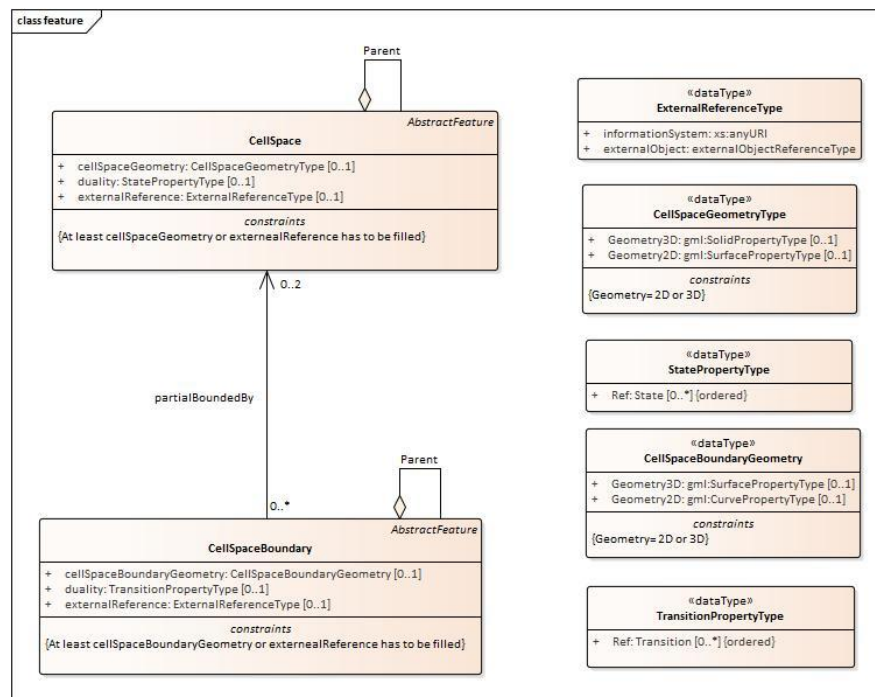 class feature
Parent
AbstractFeature
CellSpace
+ cellSpaceGeometry: CellSpaceGeometryType [0..1]
+ duality: StatePropertyType [0..1]
+ externalReference: ExternalReferenceType [0..1]
constraints
{At least cellSpaceGeometry or externealReference has to be filled}
0..2
partialBoundedBy
0..*
Parent
AbstractFeature
CellSpaceBoundary
+ cellSpaceBoundaryGeometry: CellSpaceBoundaryGeometry [0..1]
+ duality: TransitionPropertyType [0..1]
+ externalReference: ExternalReferenceType [0..1]
constraints
{At least cellSpaceBoundaryGeometry or externealReference has to be filled}
«dataType»
ExternalReferenceType
+ informationSystem: xs:anyURI
+ externalObject: externalObjectReferenceType
«dataType»
CellSpaceGeometryType
+ Geometry3D: gml:SolidPropertyType [0..1]
+ Geometry2D: gml:SurfacePropertyType [0..1]
constraints
{Geometry= 2D or 3D}
«dataType»
StatePropertyType
+ Ref: State [0..*] {ordered}
«dataType»
CellSpaceBoundaryGeometry
+ Geometry3D: gml:SurfacePropertyType [0..1]
+ Geometry2D: gml:CurvePropertyType [0..1]
constraints
{Geometry= 2D or 3D}
«dataType»
TransitionPropertyType
+ Ref: Transition [0..*] {ordered}